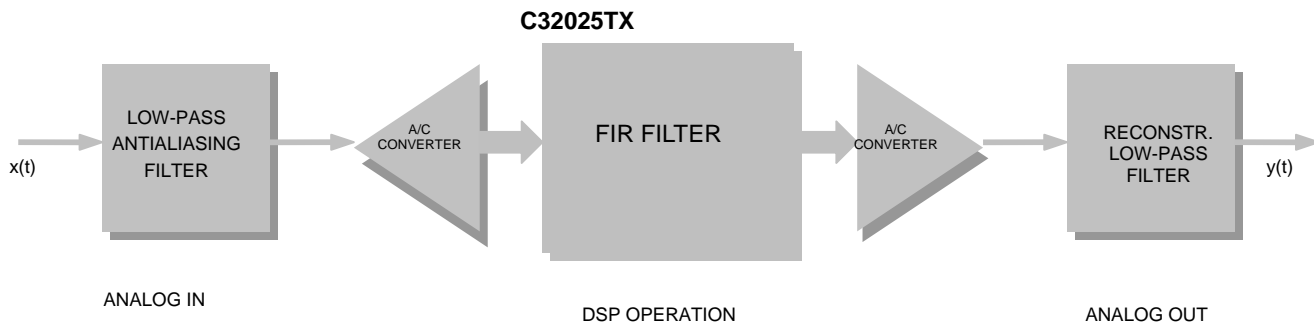 C32025TX
x(t)
LOW-PASS
ANTIALIASING
FILTER
A/C
CONVERTER
FIR FILTER
A/C
CONVERTER
RECONSTR.
LOW-PASS
FILTER
y(t)
ANALOG IN
DSP OPERATION
ANALOG OUT